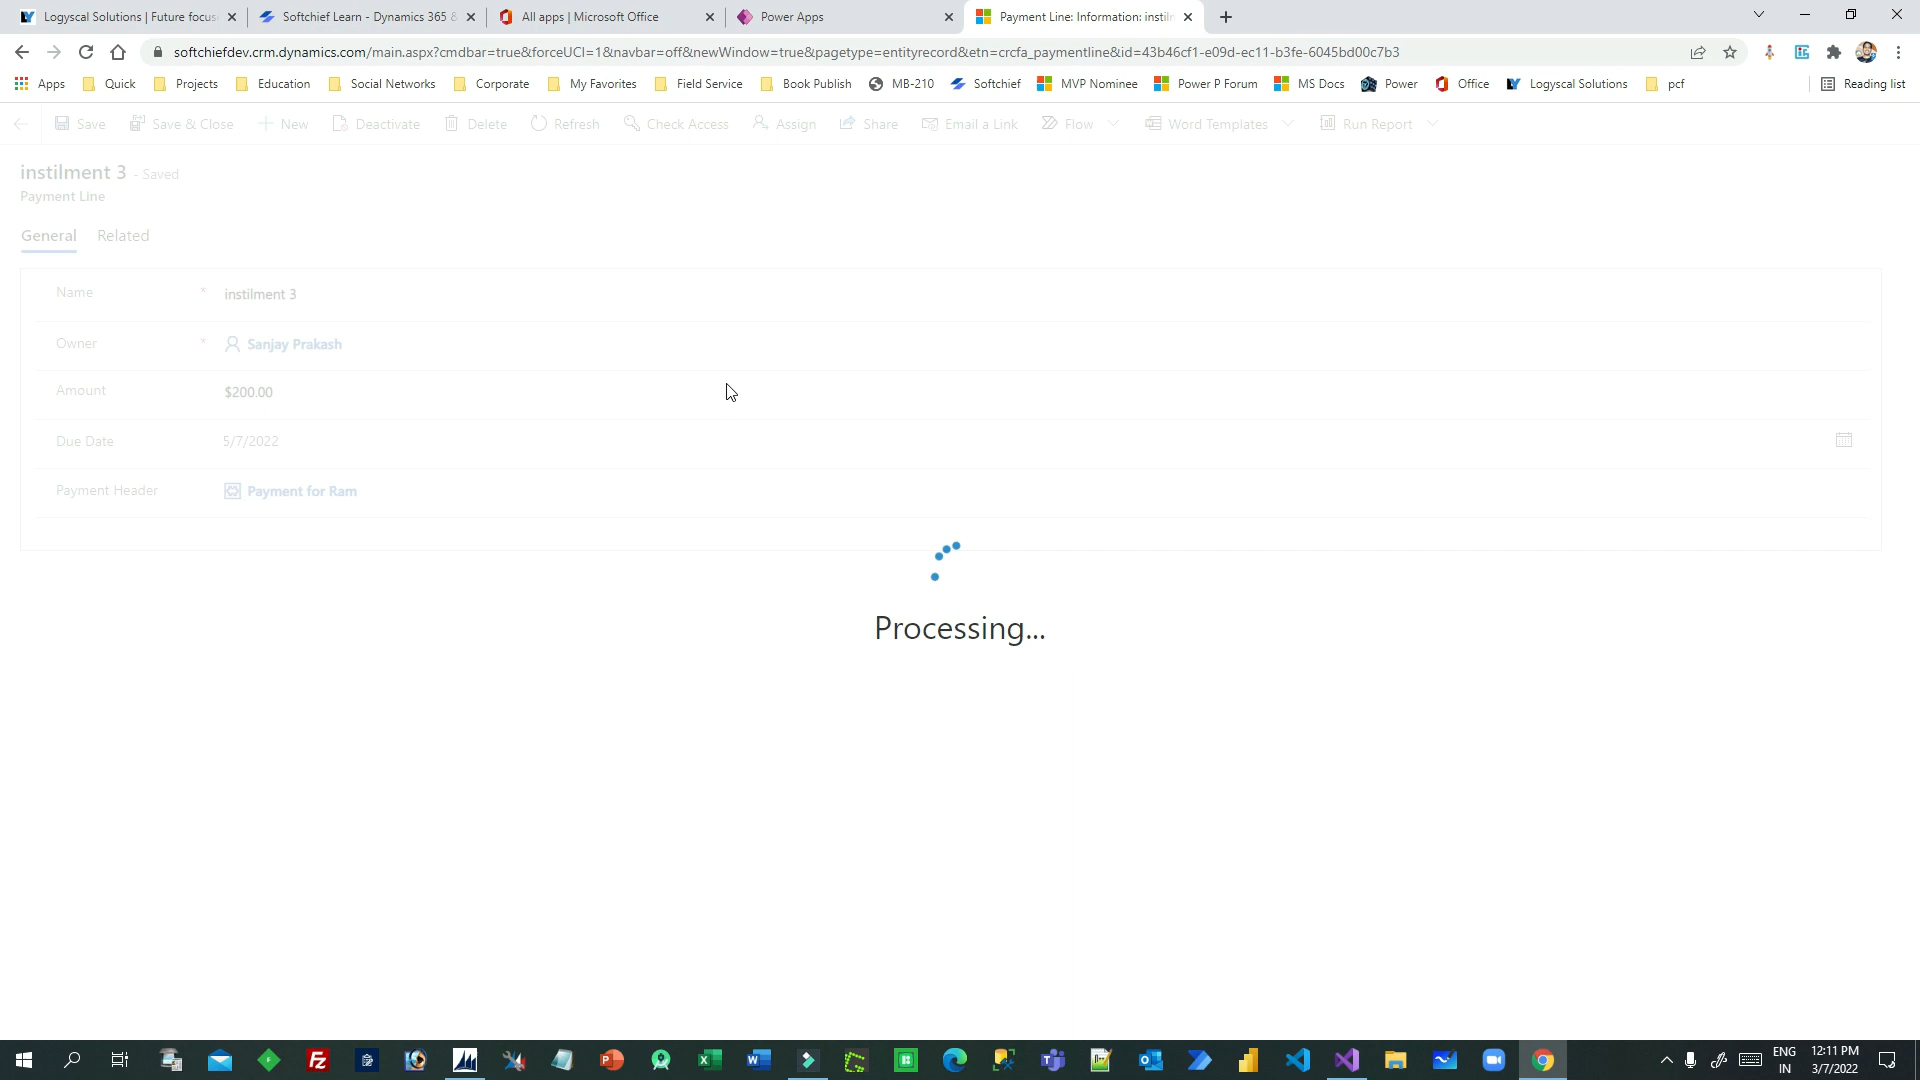 Logyscal Solutions | Future focus
Softchief Learn - Dynamics 365 &
All apps | Microsoft Office
Power Apps
Payment Line: Information: instiln
softchiefdev.crm.dynamics.com/main.aspx?cmdbar=true&forceUCI=1&navbar=off&newWindow=true&pagetype=entityrecord&etn=crcfa_paymentline&id=43b46cf1-e09d-ec11-b3fe-6045bd00c7b3
Apps
Quick
Projects
Education
Social Networks
Corporate
My Favorites
Field Service
Book Publish
MB-210
Softchief
MVP Nominee
Power P Forum
MS Docs
Power
Office
Logyscal Solutions
pcf
Reading list
Save
Save & Close
New
Deactivate
Delete
Refresh
Check Access
Assign
Share
Email a Link
Flow
Word Templates
Run Report
instilment 3 - Saved
Payment Line
General
Related
Name * instilment 3
Owner * Sanjay Prakash
Amount $200.00
Due Date 5/7/2022
Payment Header Payment for Ram
Processing...
ENG
IN
12:11 PM
3/7/2022